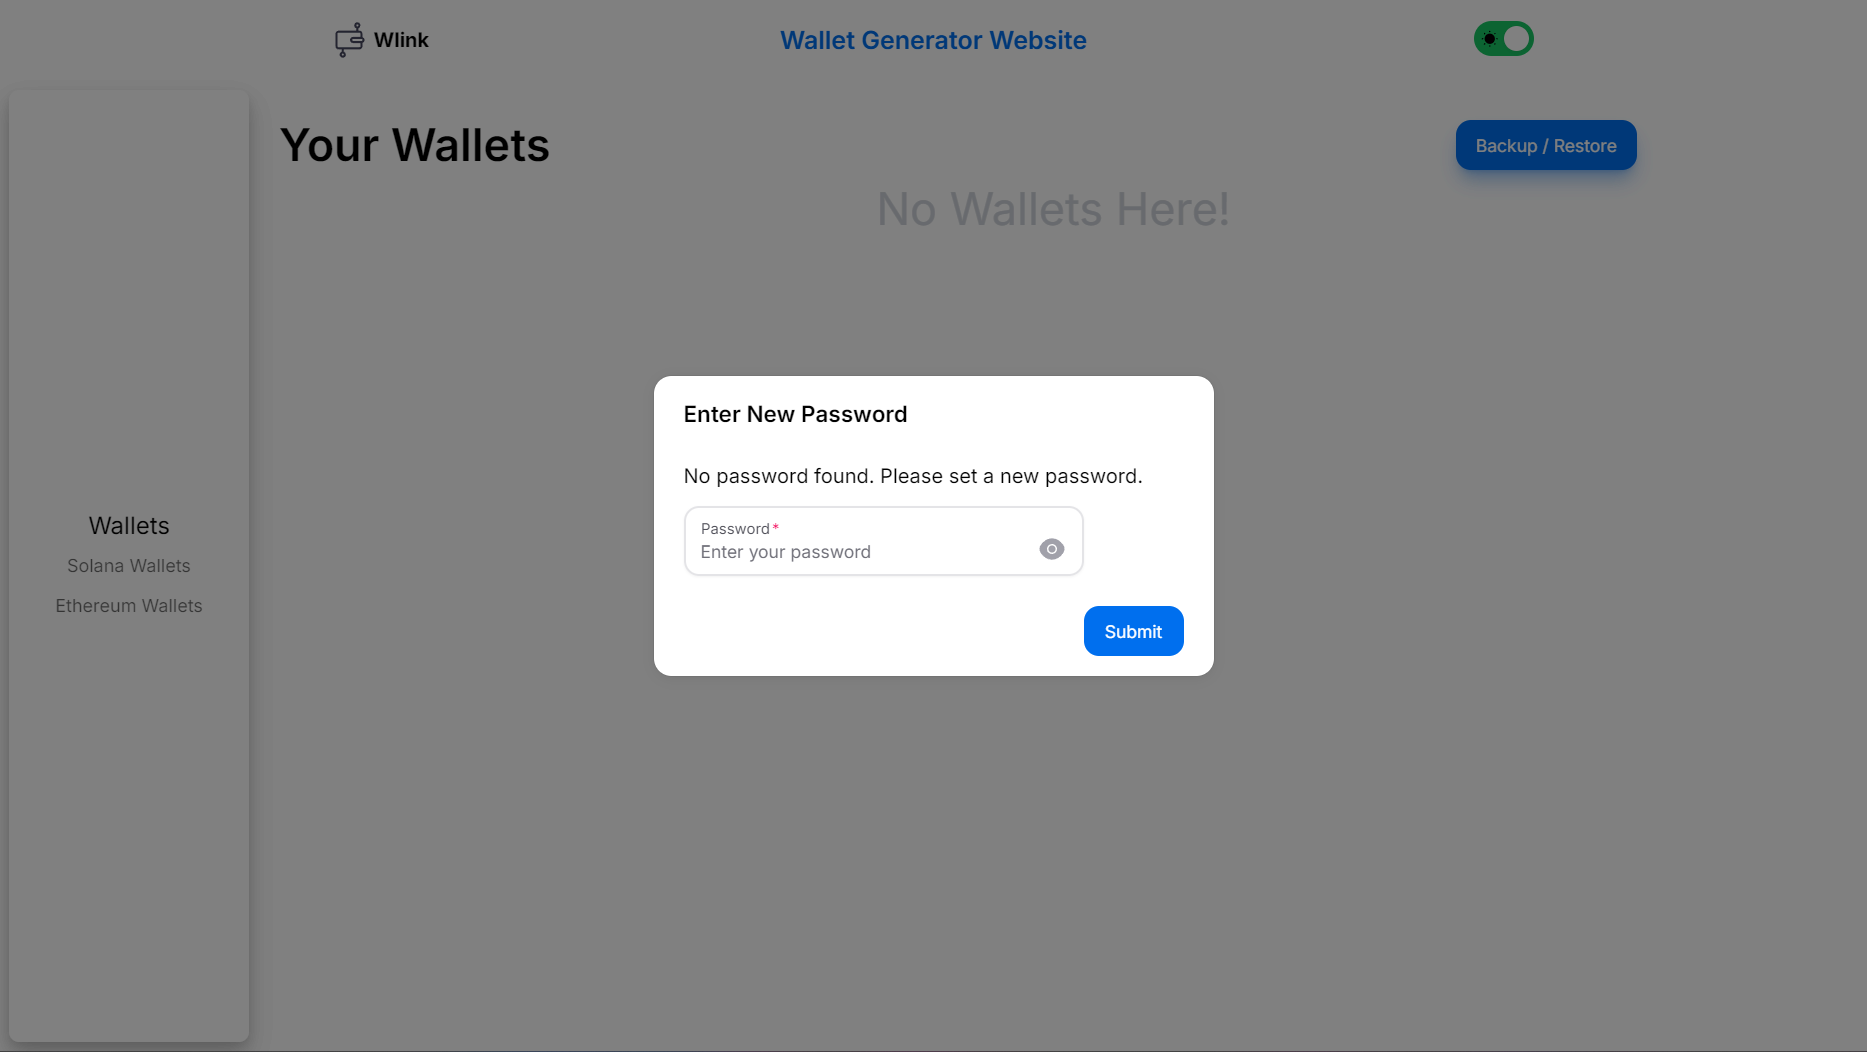 Wlink
Wallet Generator Website
Your Wallets
Backup / Restore
No Wallets Here!
Wallets
Solana Wallets
Ethereum Wallets
Enter New Password
No password found. Please set a new password.
Password*
Enter your password
Submit